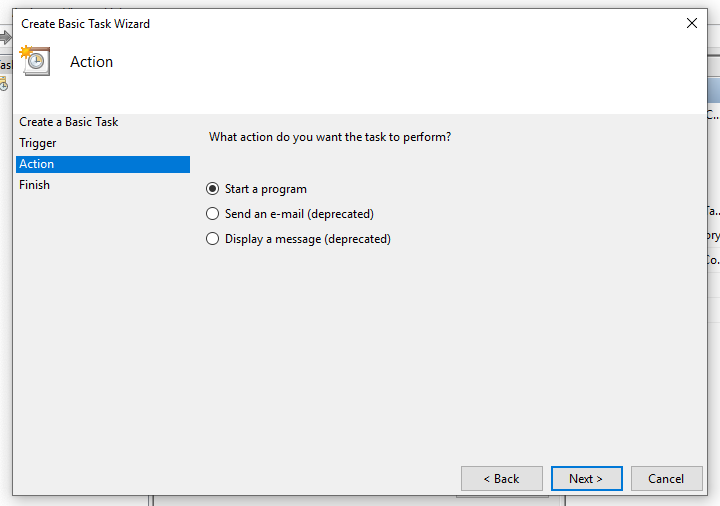 Create Basic Task Wizard
Action
Create a Basic Task
Trigger
Action
Finish
What action do you want the task to perform?
Start a program
Send an e-mail (deprecated)
Display a message (deprecated)
< Back
Next >
Cancel